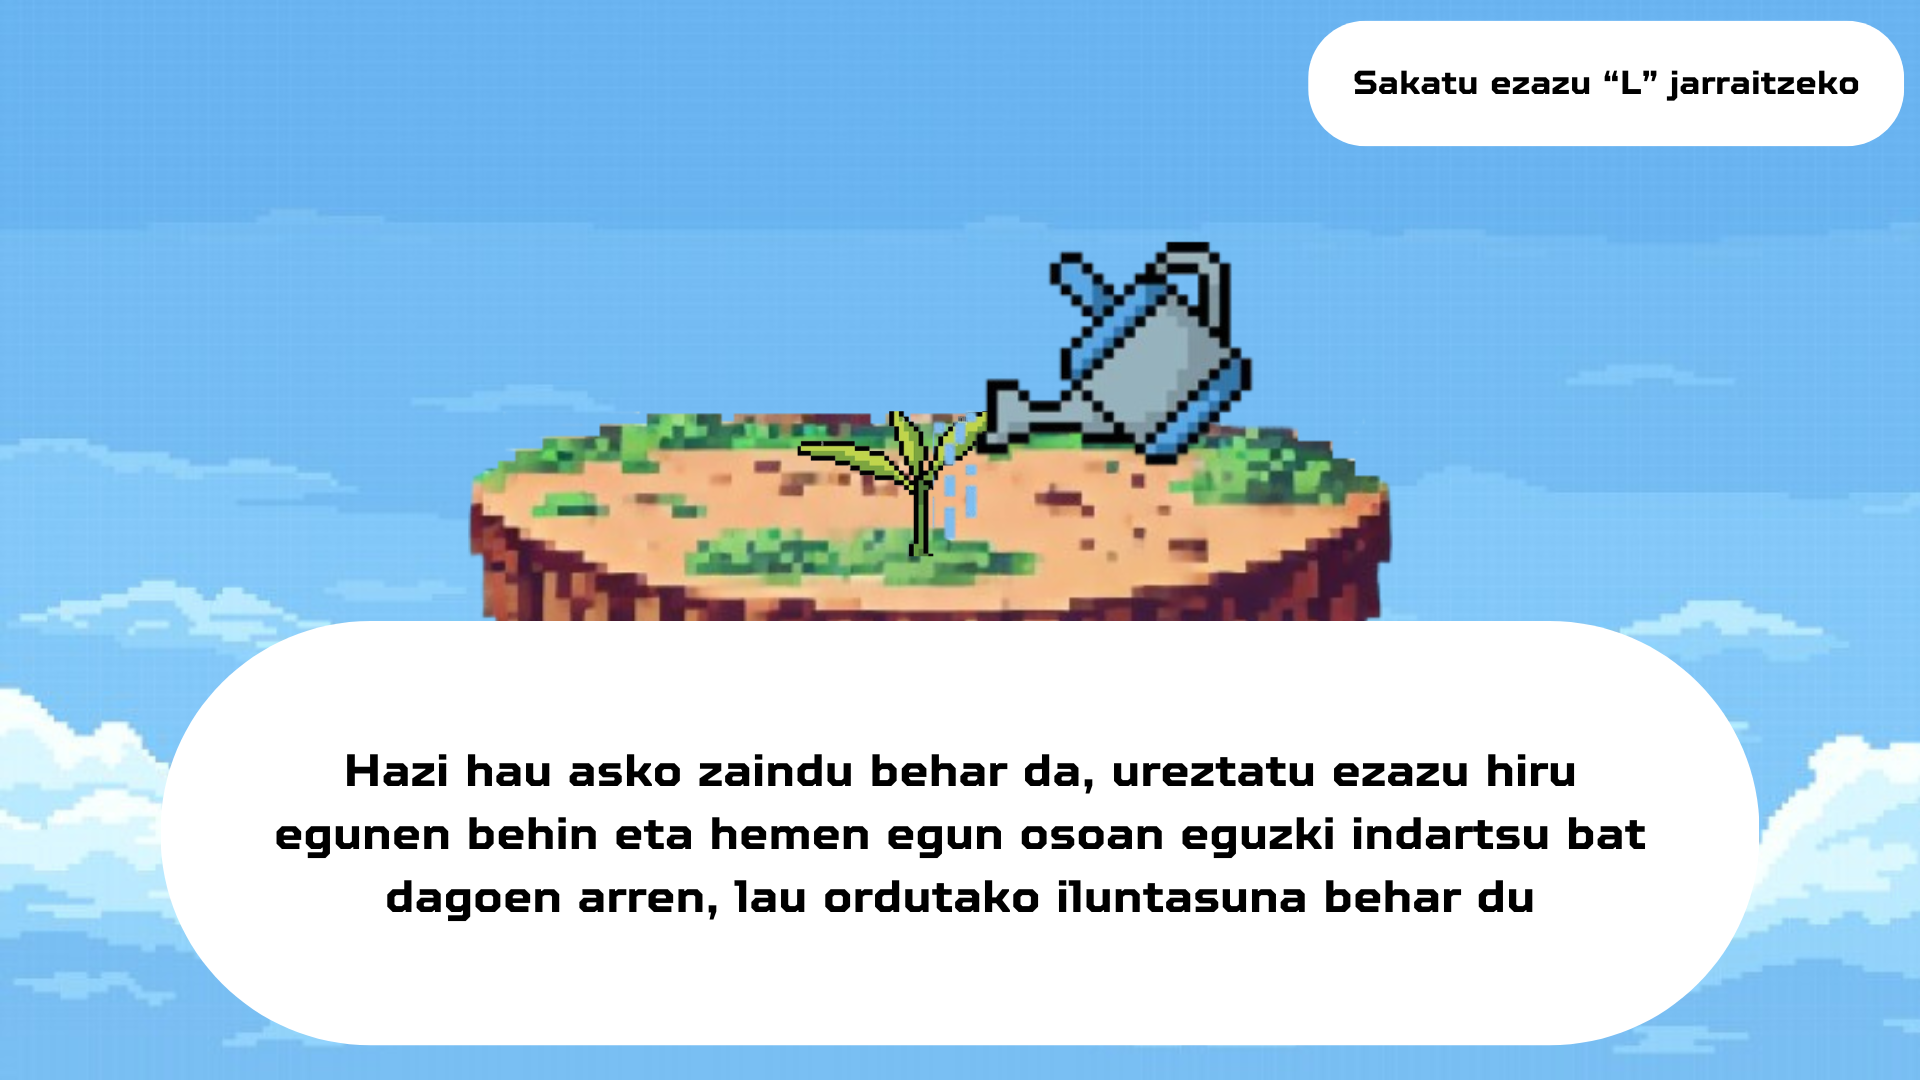 Sakatu ezazu “L” jarraitzeko
Hazi hau asko zaindu behar da, ureztatu ezazu hiru
egunen behin eta hemen egun osoan eguzki indartsu bat
dagoen arren, lau ordutako iluntasuna behar du